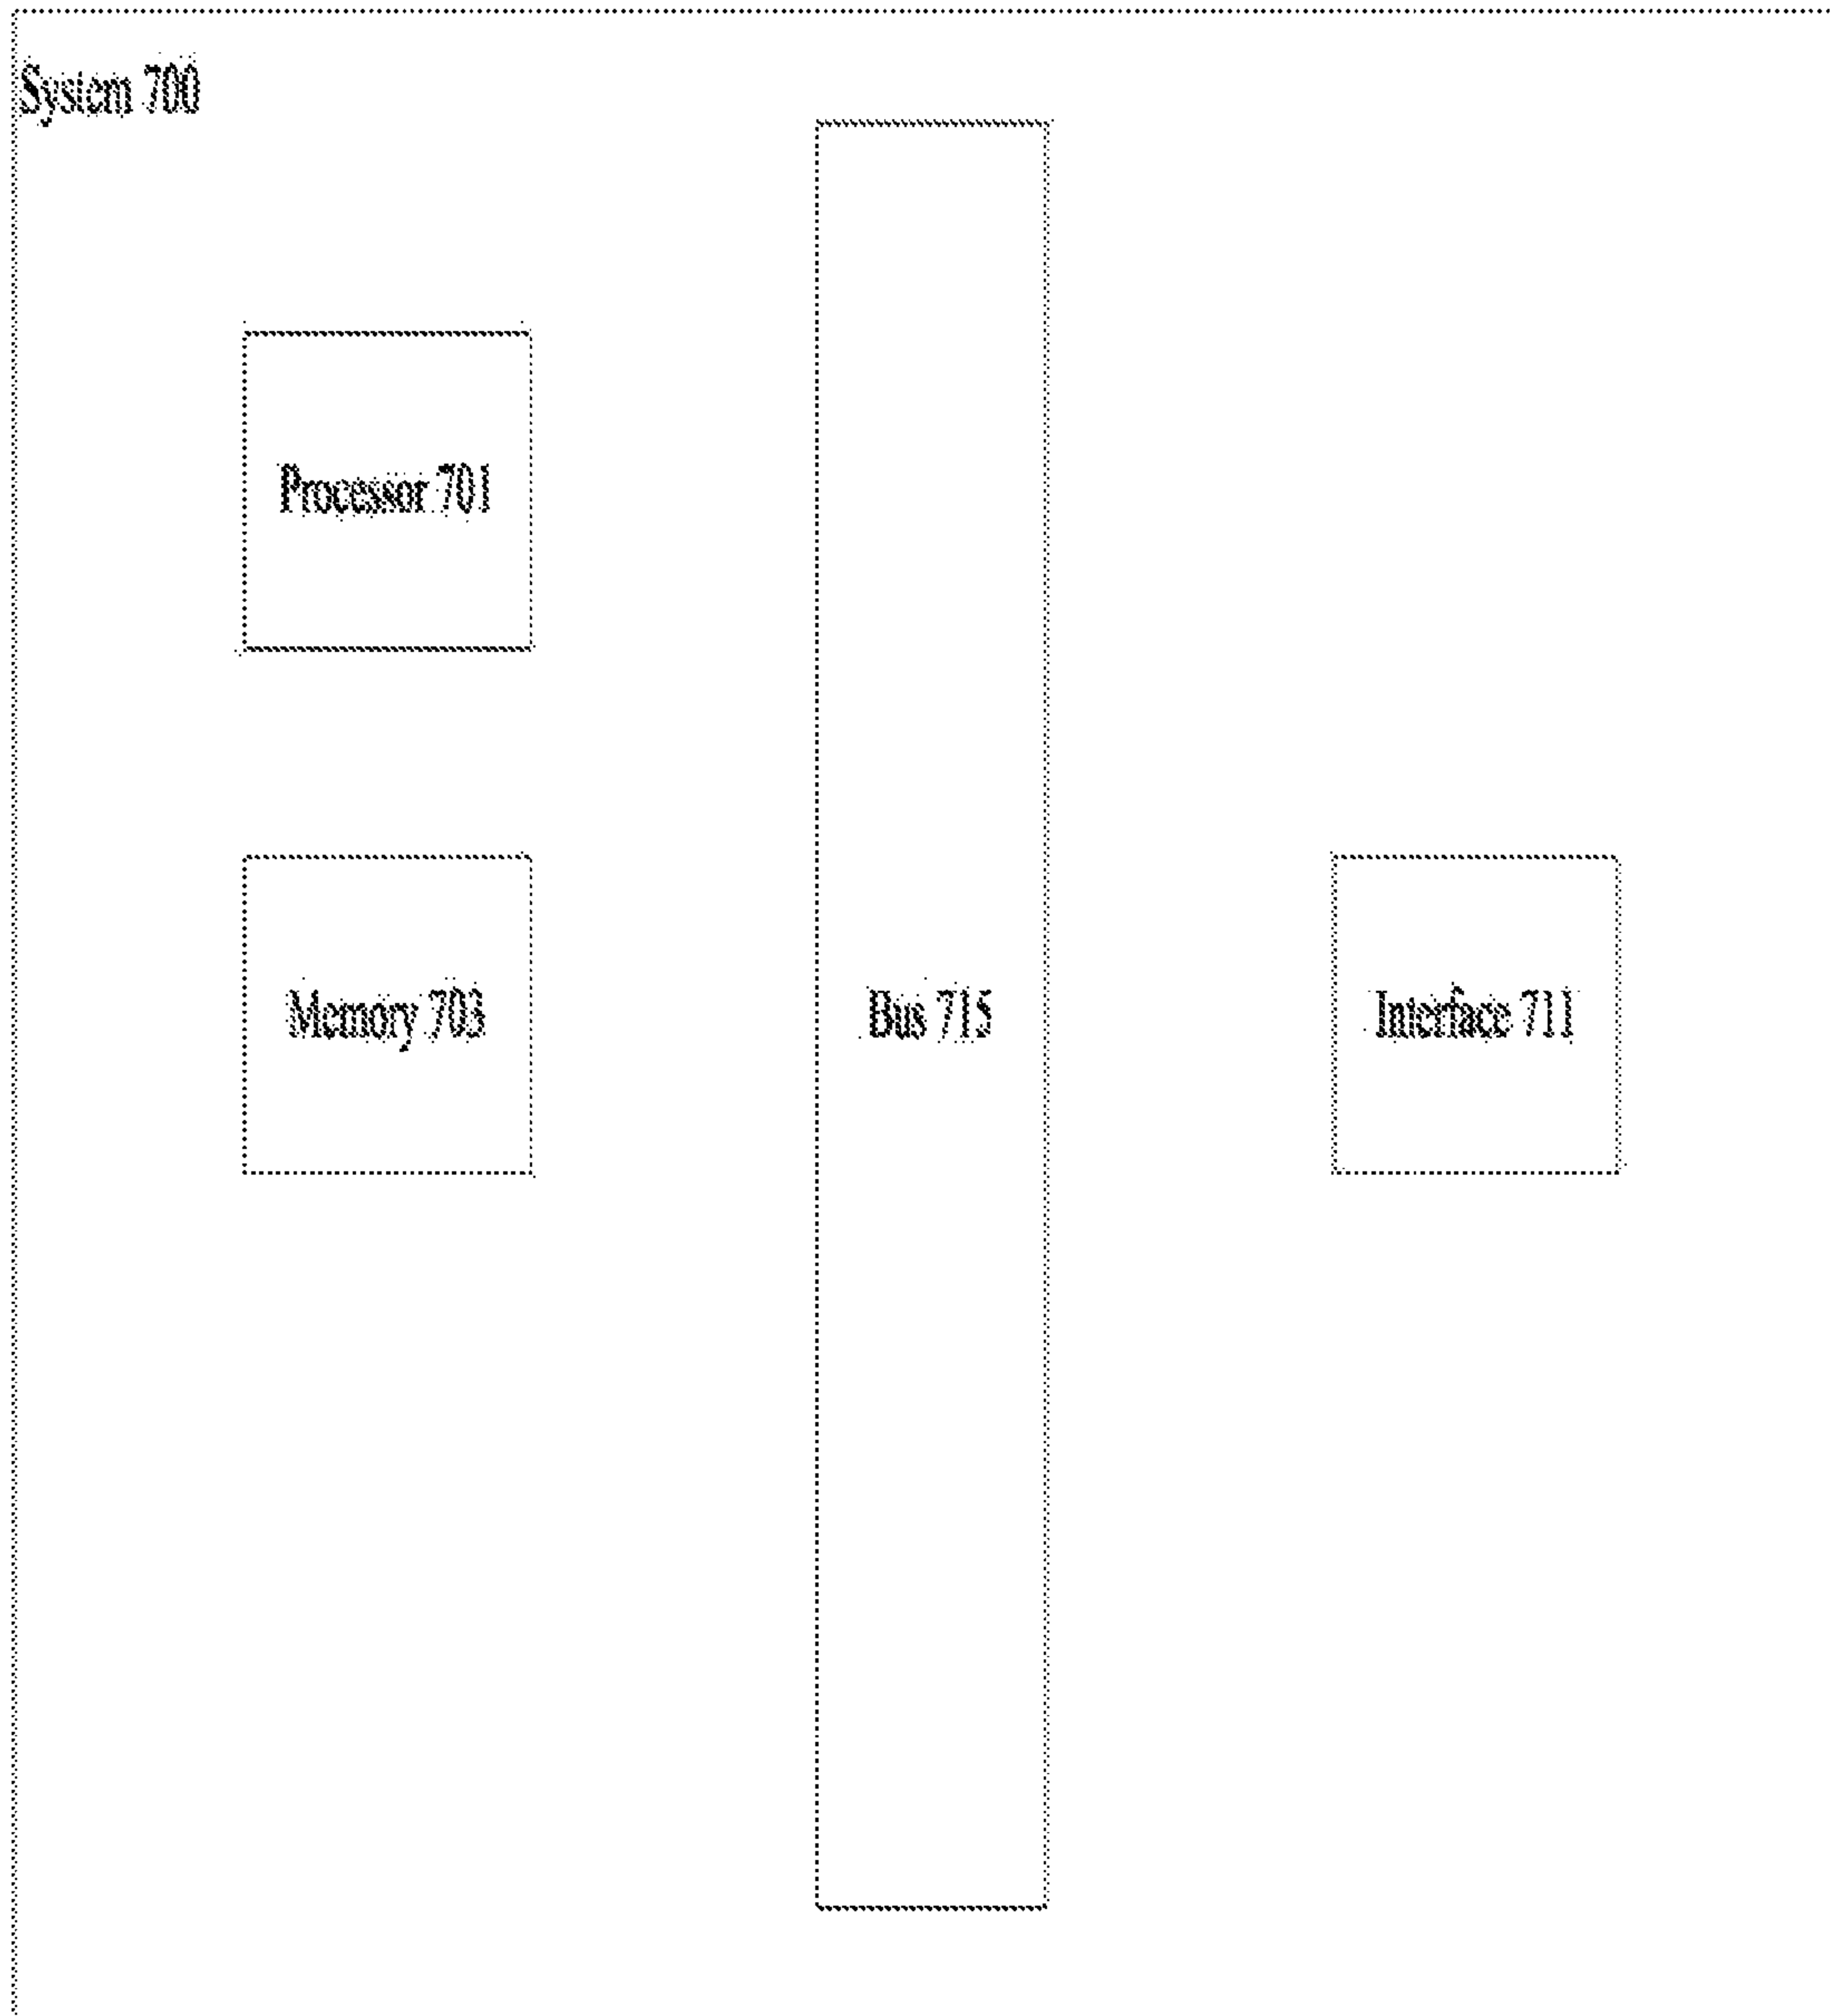 System 700
Processor 701
Memory 703
Bus 715
Interface 711